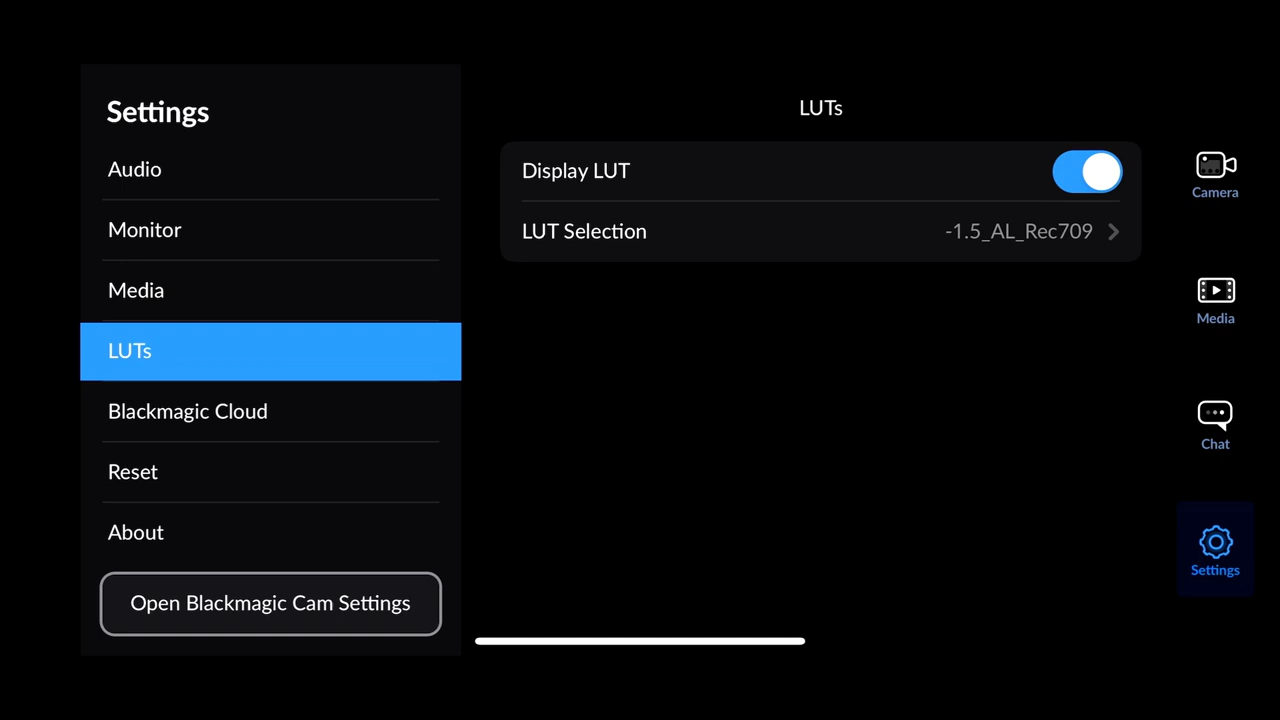 Settings
Audio
Monitor
Media
LUTs
Blackmagic Cloud
Reset
About
Open Blackmagic Cam Settings
LUTs
Display LUT
LUT Selection -1.5_AL_Rec709
Camera
Media
Chat
Settings